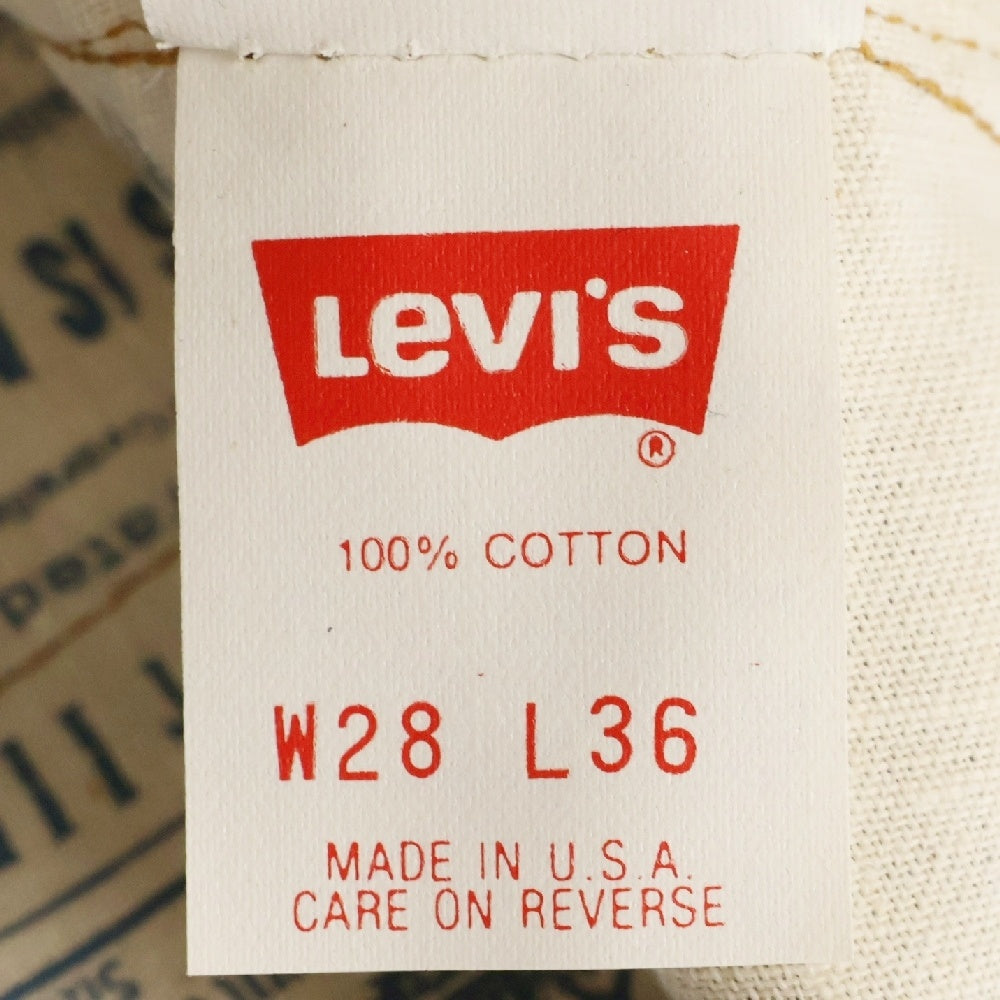 LEVI'S
®
100% COTTON
W28 L36
MADE IN U.S.A.
CARE ON REVERSE